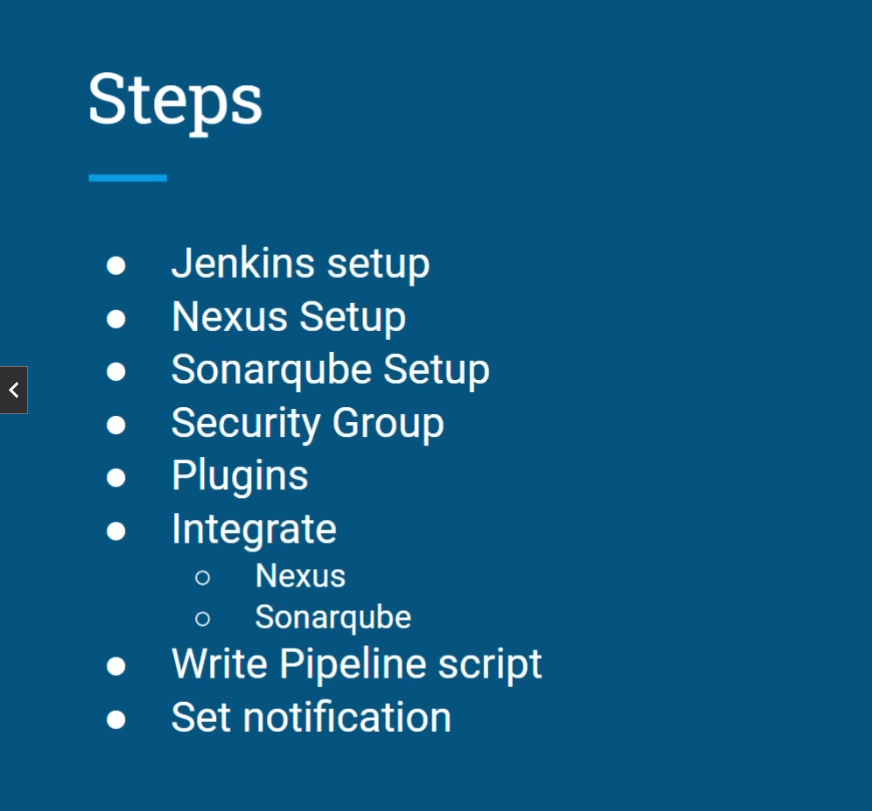 Steps
Jenkins setup
Nexus Setup
Sonarqube Setup
Security Group
Plugins
Integrate
Nexus
Sonarqube
Write Pipeline script
Set notification